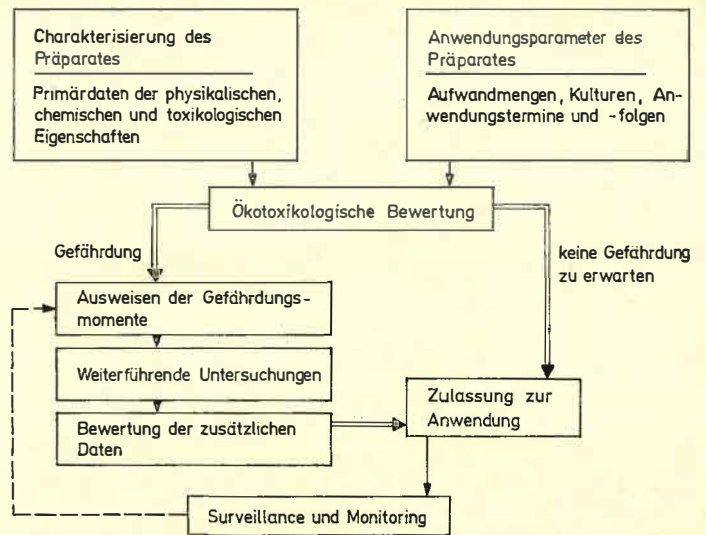 Charakterisierung des
Präparates
Primärdaten der physikalischen,
chemischen und toxikologischen
Eigenschaften
Anwendungsparameter des
Präparates
Aufwandmengen, Kulturen, An-
wendungstermine und -folgen
Ökotoxikologische Bewertung
Gefährdung
keine Gefährdung
zu erwarten
Ausweisen der Gefährdungs-
momente
Weiterführende Untersuchungen
Bewertung der zusätzlichen
Daten
Zulassung zur
Anwendung
Surveillance und Monitoring